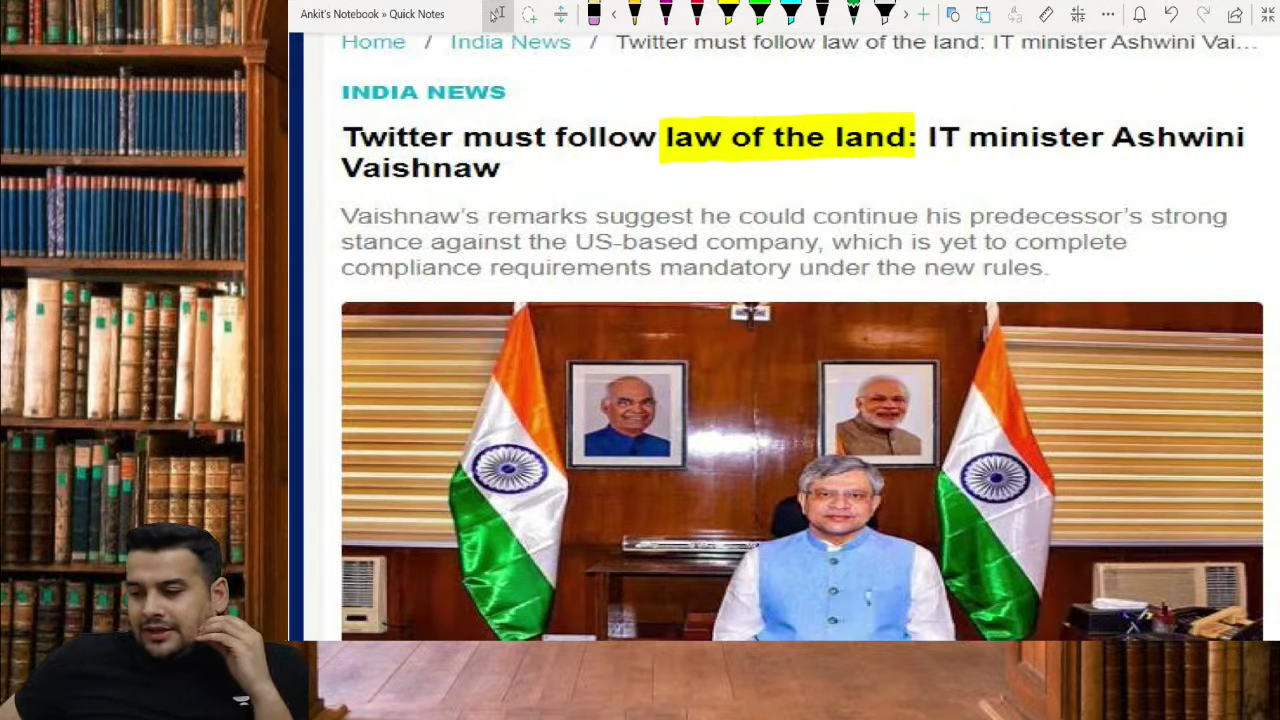 Ankit's Notebook » Quick Notes
Home / India News / Twitter must follow law of the land: IT minister Ashwini Vai...
INDIA NEWS
Twitter must follow law of the land: IT minister Ashwini
Vaishnaw
Vaishnaw's remarks suggest he could continue his predecessor's strong
stance against the US-based company, which is yet to complete
compliance requirements mandatory under the new rules.